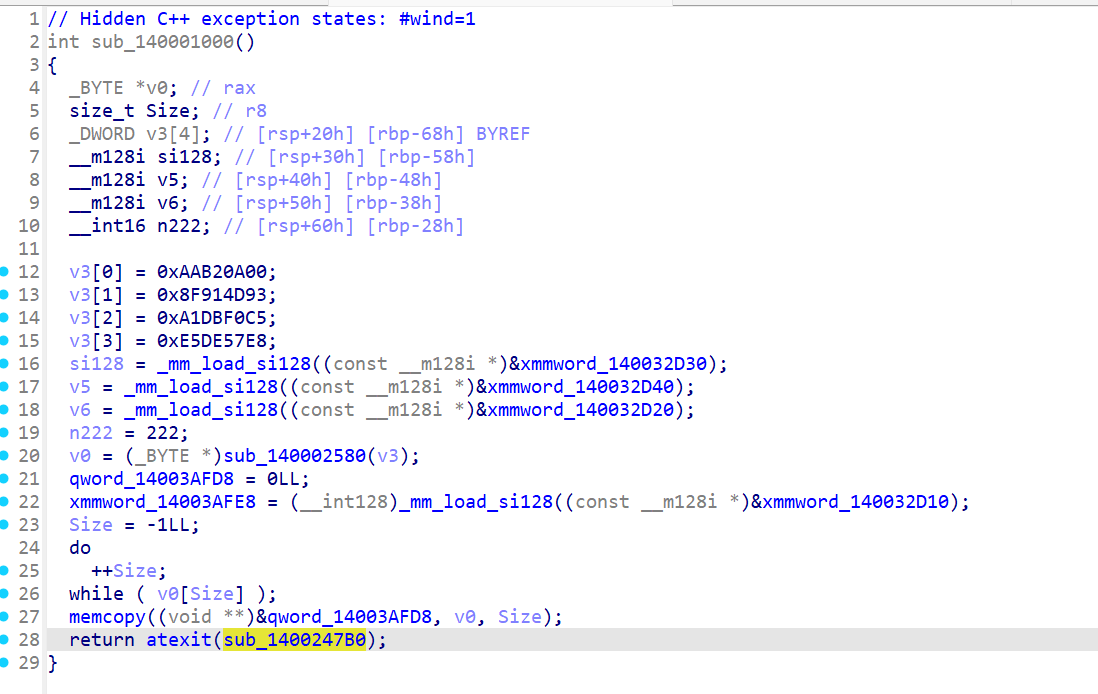 1 // Hidden C++ exception states: #wind=1
2 int sub_140001000()
3 {
4   _BYTE *v0; // rax
5   size_t Size; // r8
6   _DWORD v3[4]; // [rsp+20h] [rbp-68h] BYREF
7   __m128i si128; // [rsp+30h] [rbp-58h]
8   __m128i v5; // [rsp+40h] [rbp-48h]
9   __m128i v6; // [rsp+50h] [rbp-38h]
10   __int16 n222; // [rsp+60h] [rbp-28h]
11
12   v3[0] = 0xAAB20A00;
13   v3[1] = 0x8F914D93;
14   v3[2] = 0xA1DBF0C5;
15   v3[3] = 0xE5DE57E8;
16   si128 = _mm_load_si128((const __m128i *)&xmmword_140032D30);
17   v5 = _mm_load_si128((const __m128i *)&xmmword_140032D40);
18   v6 = _mm_load_si128((const __m128i *)&xmmword_140032D20);
19   n222 = 222;
20   v0 = (_BYTE *)sub_140002580(v3);
21   qword_14003AFD8 = 0LL;
22   xmmword_14003AFE8 = (__int128)_mm_load_si128((const __m128i *)&xmmword_140032D10);
23   Size = -1LL;
24   do
25     ++Size;
26   while ( v0[Size] );
27   memcopy((void **)&qword_14003AFD8, v0, Size);
28   return atexit(sub_1400247B0);
29 }